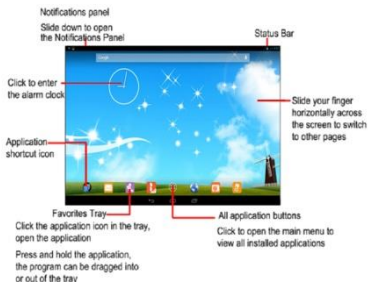 Notifications panel
Slide down to open
the Notifications Panel
Status Bar
Google
Click to enter
the alarm clock
Slide your finger
horizontally across
the screen to switch
to other pages
Application
shortcut icon
Favorites Tray
Click the application icon in the tray,
open the application
Press and hold the application,
the program can be dragged into
or out of the tray
All application buttons
Click to open the main menu to
view all installed applications